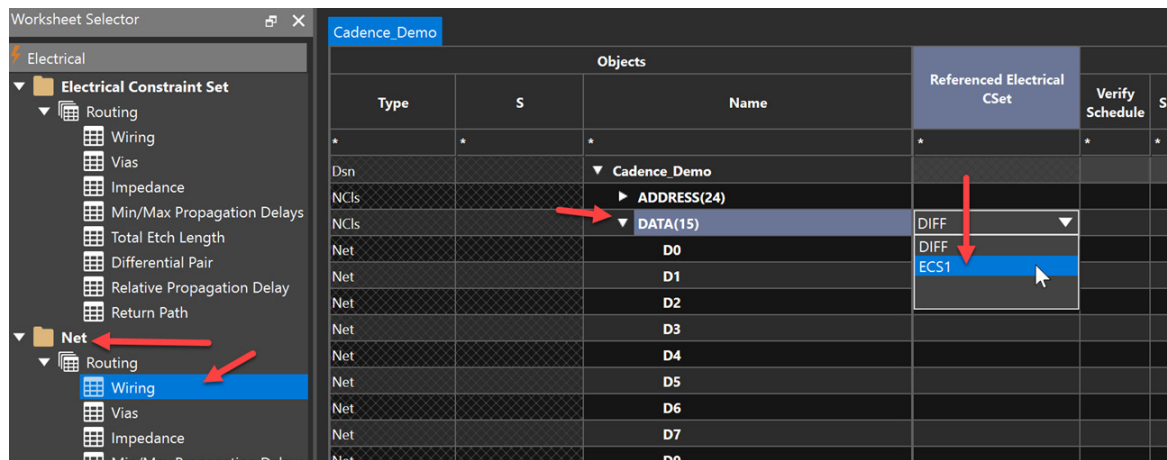 Worksheet Selector
Electrical
Electrical Constraint Set
Routing
Wiring
Vias
Impedance
Min/Max Propagation Delays
Total Etch Length
Differential Pair
Relative Propagation Delay
Return Path
Net
Routing
Wiring
Vias
Impedance
Cadence_Demo
Objects
Referenced Electrical
CSet
Type S Name
Verify
Schedule
S
* * * * * *
Dsn Cadence_Demo
NCls ADDRESS(24)
NCls DATA(15) DIFF
Net D0 DIFF
Net D1 ECS1
Net D2
Net D3
Net D4
Net D5
Net D6
Net D7